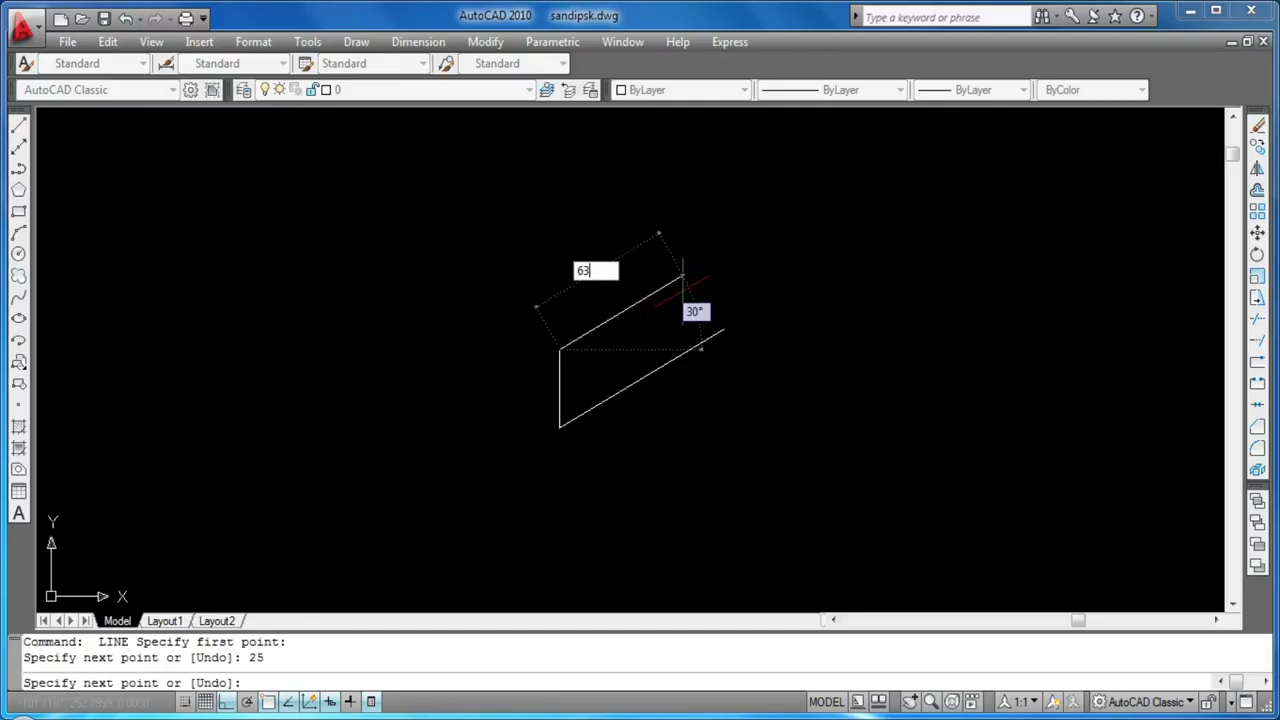 AutoCAD 2010 sandipsk.dwg
Type a keyword or phrase
File Edit View Insert Format Tools Draw Dimension Modify Parametric Window Help Express
Standard Standard Standard Standard
AutoCAD Classic 0 ByLayer ByLayer ByLayer ByColor
63
30°
Y
X
A
Model Layout1 Layout2
Command: LINE Specify first point:
Specify next point or [Undo]: 25
Specify next point or [Undo]:
MODEL 1:1 AutoCAD Classic